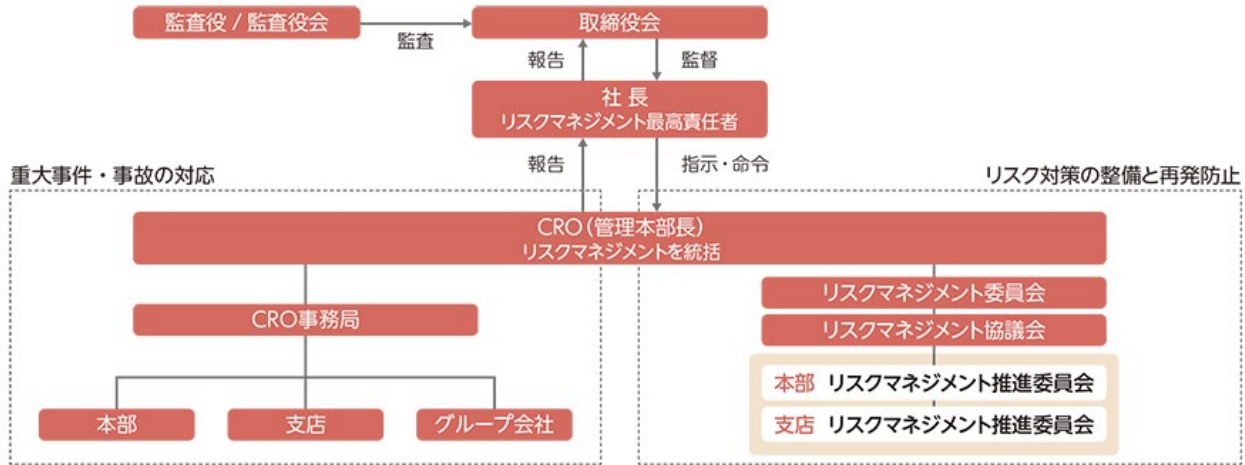 監査役 / 監査役会
監査
取締役会
報告
監督
社 長
リスクマネジメント最高責任者
報告
指示・命令
重大事件・事故の対応
リスク対策の整備と再発防止
CRO(管理本部長)
リスクマネジメントを統括
CRO事務局
本部
支店
グループ会社
リスクマネジメント委員会
リスクマネジメント協議会
本部 リスクマネジメント推進委員会
支店 リスクマネジメント推進委員会